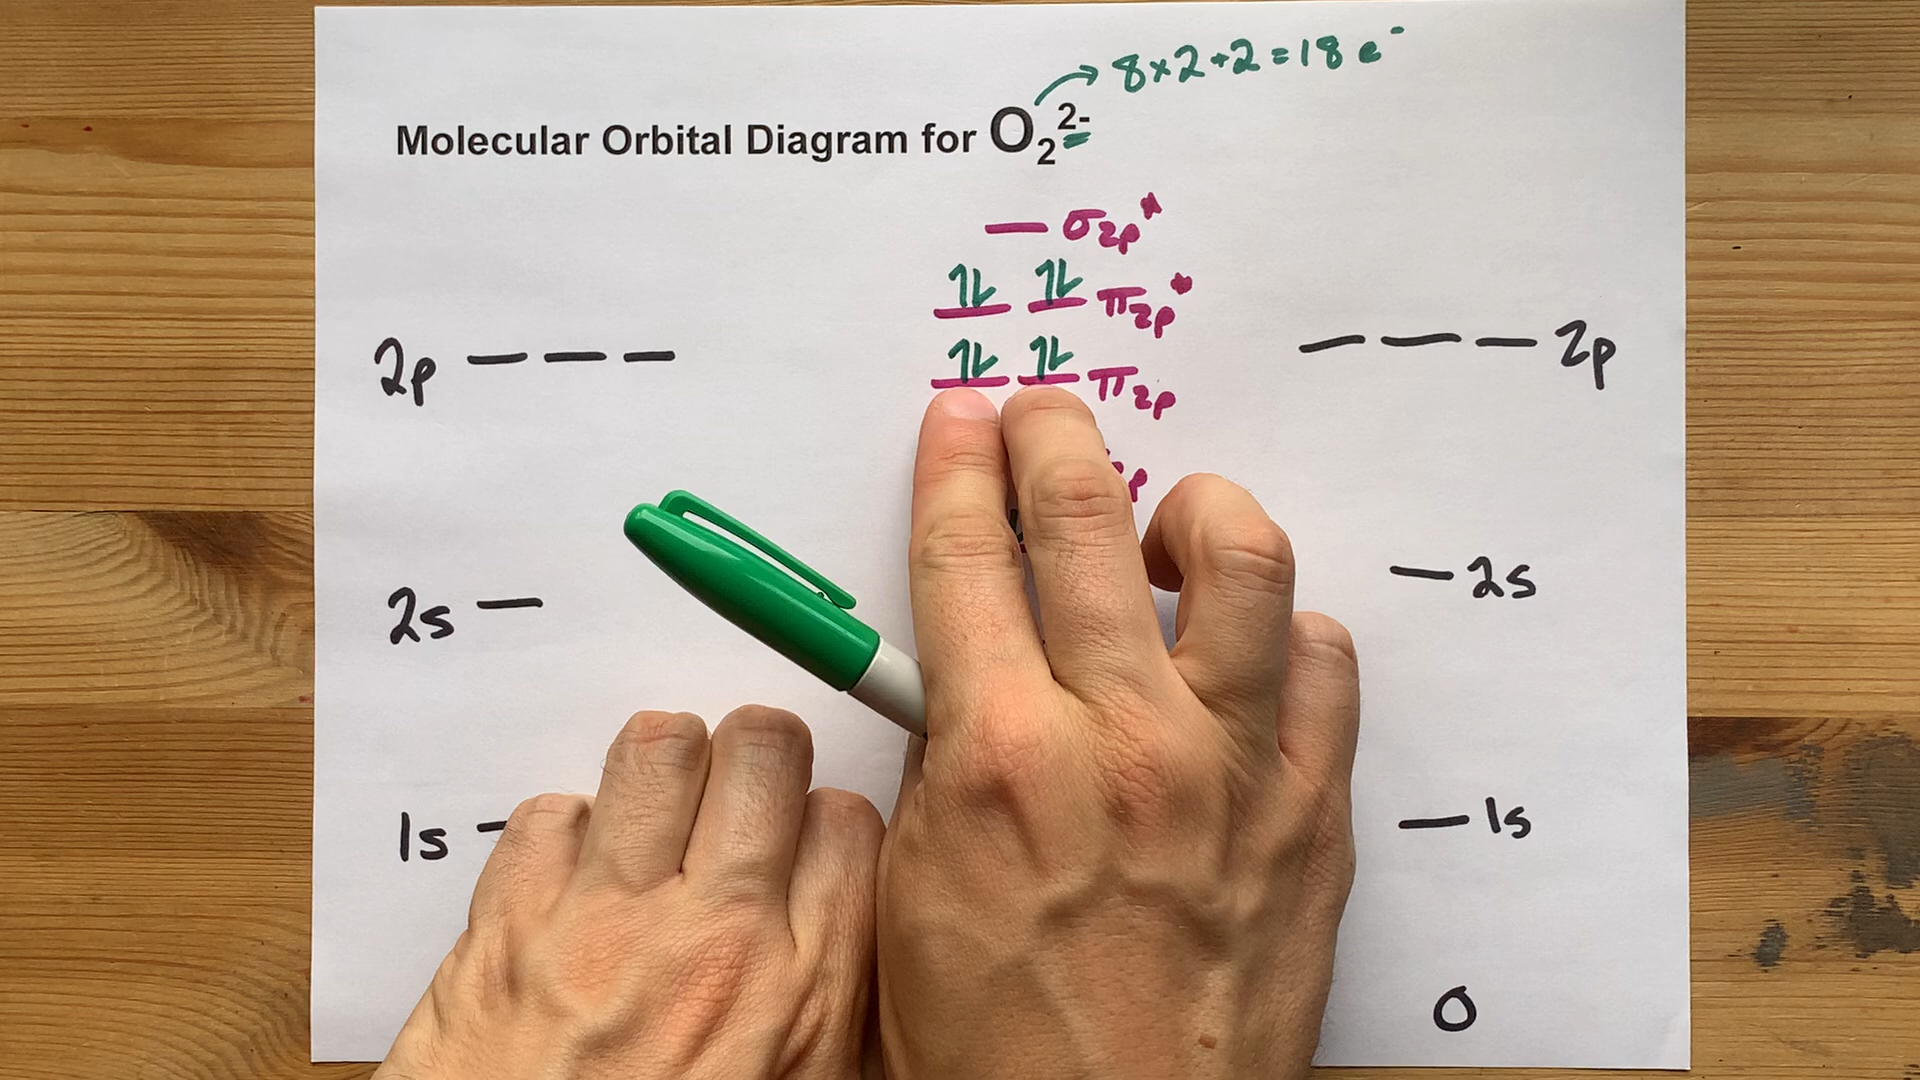 8×2+2=18 e⁻
Molecular Orbital Diagram for O₂²⁻
σ2p*
π2p*
2p
2p
π2p
2s
2s
1s
1s
O